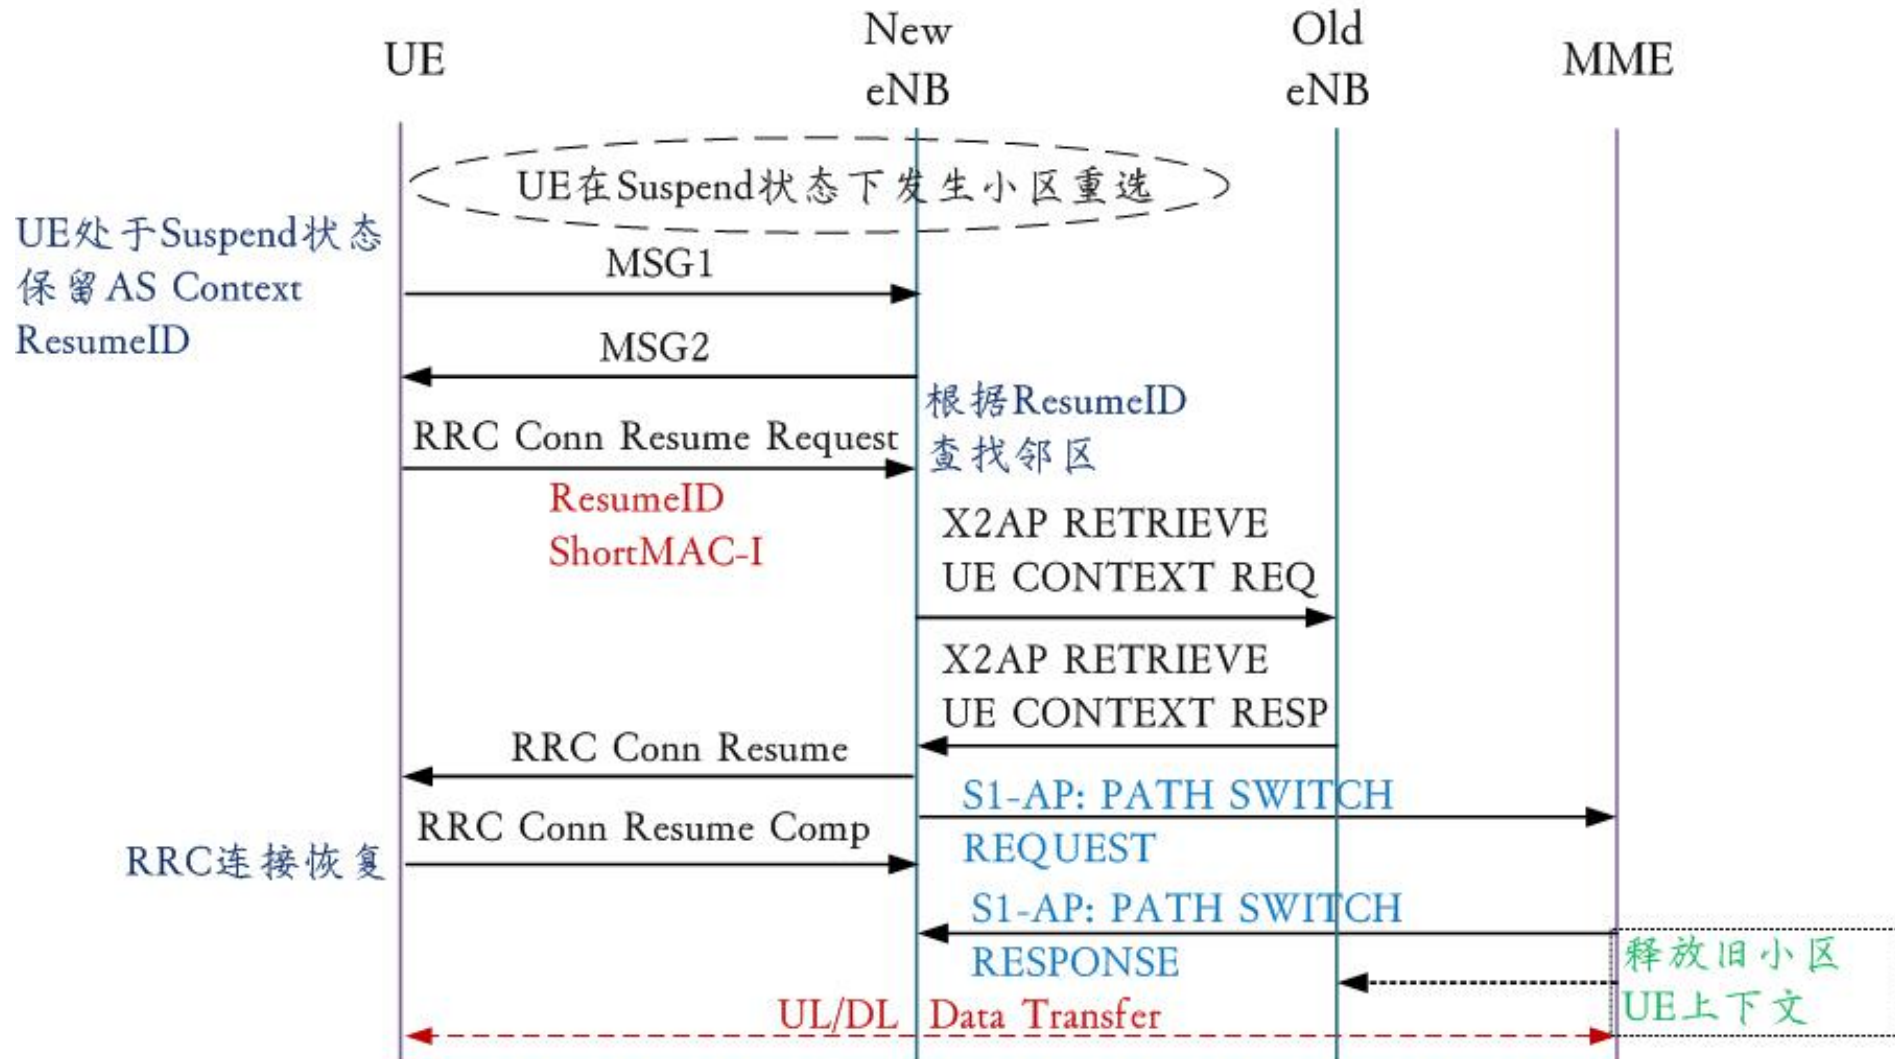 UE
New
eNB
Old
eNB
MME
UE在Suspend状态下发生小区重选
UE处于Suspend状态
保留AS Context
ResumeID
MSG1
MSG2
根据ResumeID
查找邻区
RRC Conn Resume Request
ResumeID
ShortMAC-I
X2AP RETRIEVE
UE CONTEXT REQ
X2AP RETRIEVE
UE CONTEXT RESP
RRC Conn Resume
S1-AP: PATH SWITCH
REQUEST
RRC Conn Resume Comp
RRC连接恢复
S1-AP: PATH SWITCH
RESPONSE
释放旧小区
UE上下文
UL/DL Data Transfer